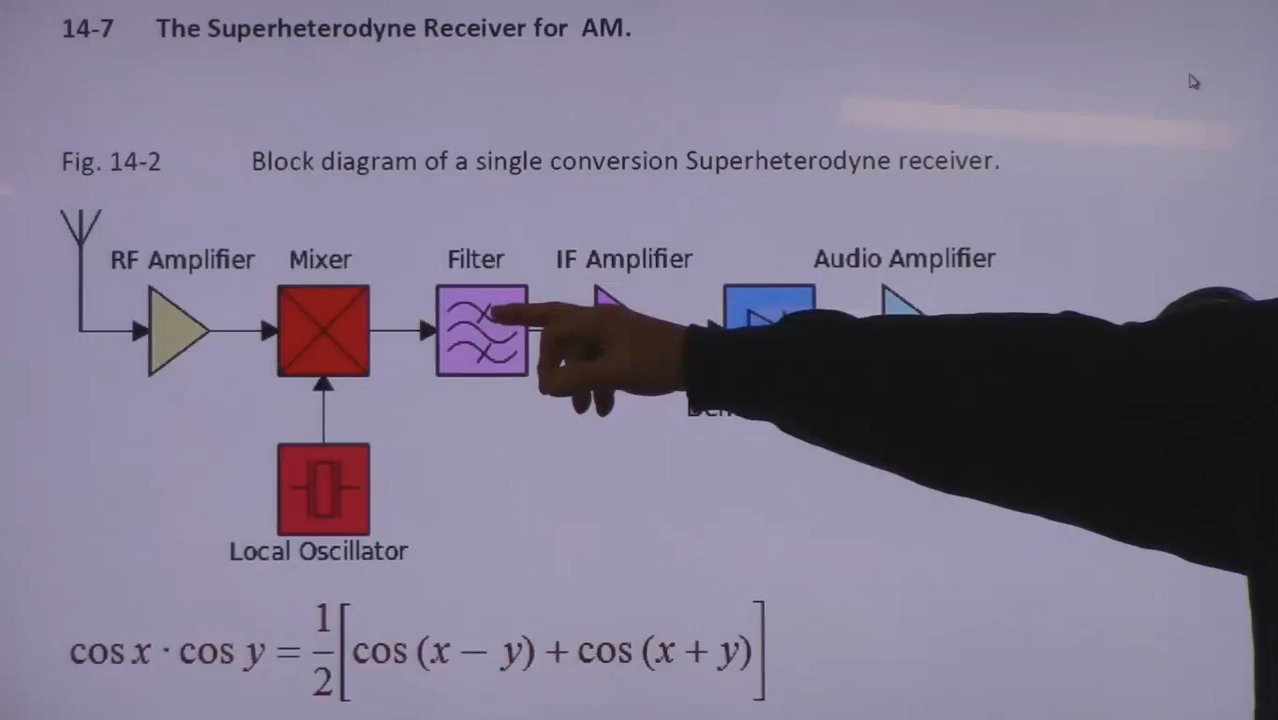 14-7 The Superheterodyne Receiver for AM.
Fig. 14-2 Block diagram of a single conversion Superheterodyne receiver.
RF Amplifier Mixer Filter IF Amplifier Audio Amplifier
Local Oscillator
cos x · cos y = 1/2 [cos (x − y) + cos (x + y)]